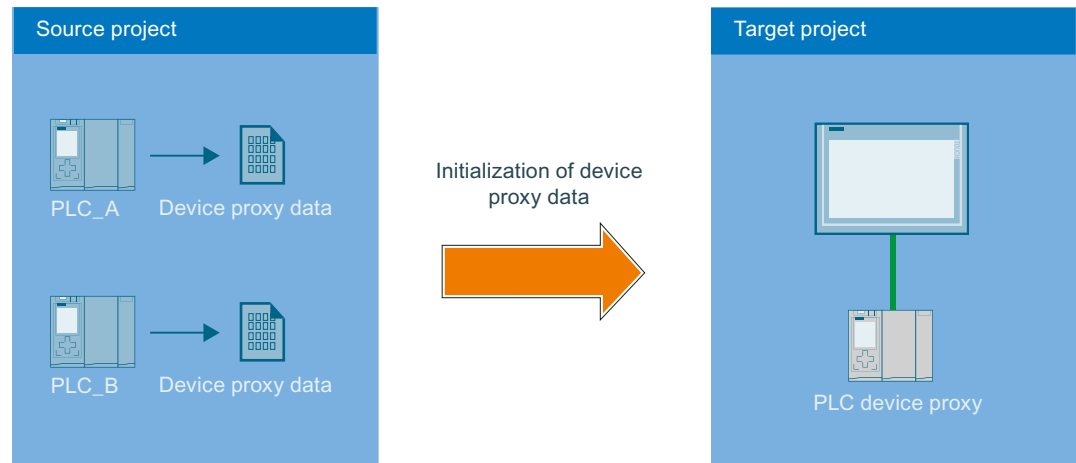 Source project
Target project
PLC_A
Device proxy data
PLC_B
Device proxy data
Initialization of device
proxy data
TOUCH
PLC device proxy